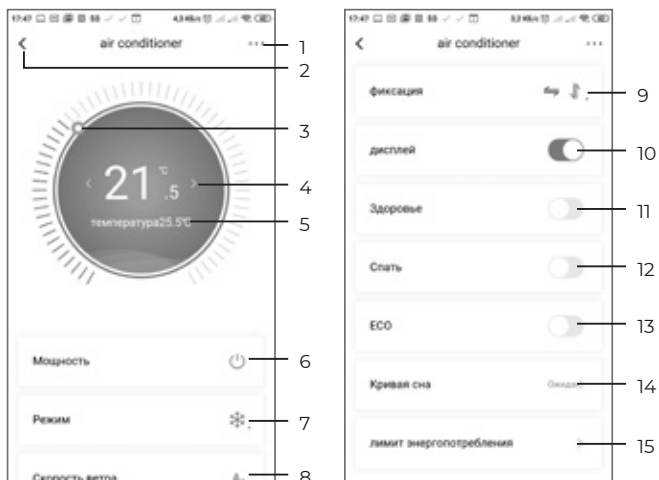 17:47
air conditioner
1
2
3
21 °C .5
4
температура25.5°C
5
Мощность
6
Режим
7
Скорость ветра
8
17:47
air conditioner
фиксация
9
дисплей
10
Здоровье
11
Спать
12
ECO
13
Кривая сна
14
лимит энергопотребления
15